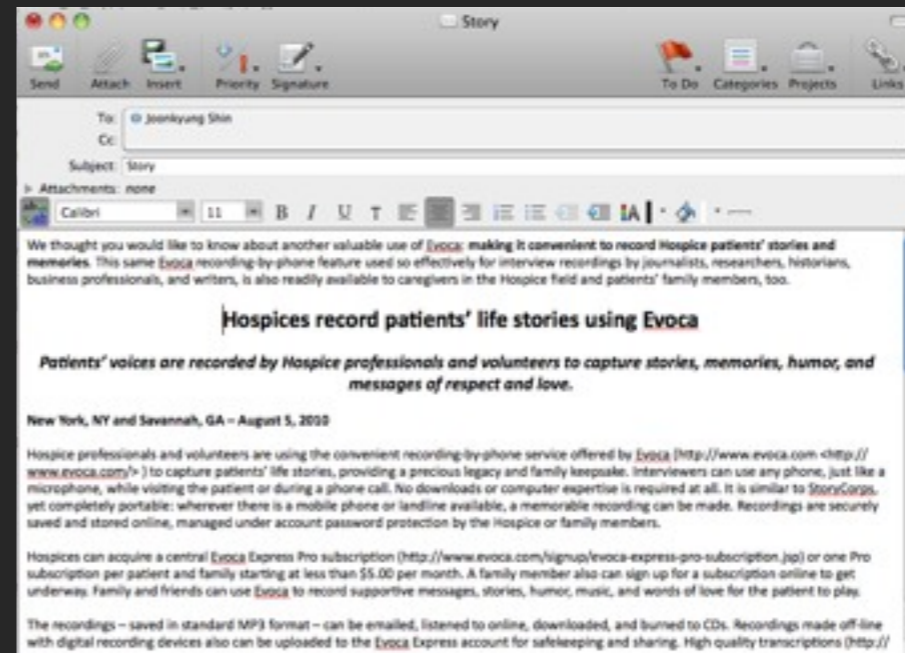 Story
Send Attach Insert Priority Signature To Do Categories Projects Links
To: Joonkyung Shin
Cc:
Subject: Story
Attachments: none
Calibri 11 B I U T A
We thought you would like to know about another valuable use of Evoca: making it convenient to record Hospice patients' stories and
memories. This same Evoca recording-by-phone feature used so effectively for interview recordings by journalists, researchers, historians,
business professionals, and writers, is also readily available to caregivers in the Hospice field and patients' family members, too.
Hospices record patients' life stories using Evoca
Patients' voices are recorded by Hospice professionals and volunteers to capture stories, memories, humor, and
messages of respect and love.
New York, NY and Savannah, GA – August 5, 2010
Hospice professionals and volunteers are using the convenient recording-by-phone service offered by Evoca (http://www.evoca.com <http://
www.evoca.com/> ) to capture patients' life stories, providing a precious legacy and family keepsake. Interviewers can use any phone, just like a
microphone, while visiting the patient or during a phone call. No downloads or computer expertise is required at all. It is similar to StoryCorps,
yet completely portable: wherever there is a mobile phone or landline available, a memorable recording can be made. Recordings are securely
saved and stored online, managed under account password protection by the Hospice or family members.
Hospices can acquire a central Evoca Express Pro subscription (http://www.evoca.com/signup/evoca-express-pro-subscription.jsp) or one Pro
subscription per patient and family starting at less than $5.00 per month. A family member also can sign up for a subscription online to get
underway. Family and friends can use Evoca to record supportive messages, stories, humor, music, and words of love for the patient to play.
The recordings – saved in standard MP3 format – can be emailed, listened to online, downloaded, and burned to CDs. Recordings made off-line
with digital recording devices also can be uploaded to the Evoca Express account for safekeeping and sharing. High quality transcriptions (http://